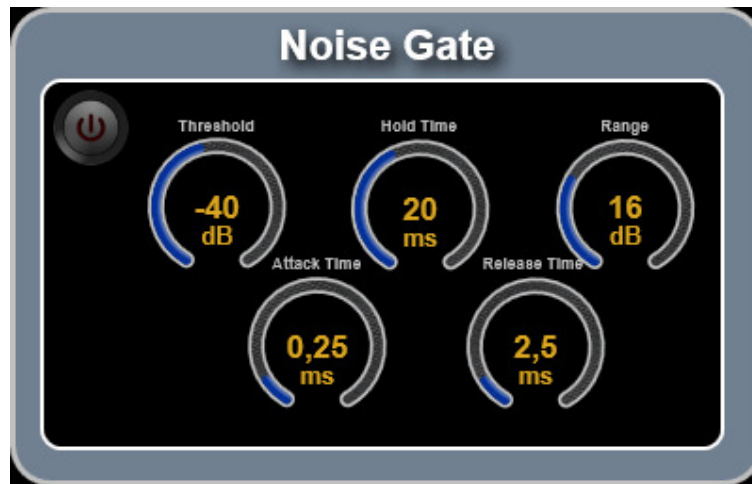 Noise Gate
Threshold
-40
dB
Hold Time
20
ms
Range
16
dB
Attack Time
0,25
ms
Release Time
2,5
ms